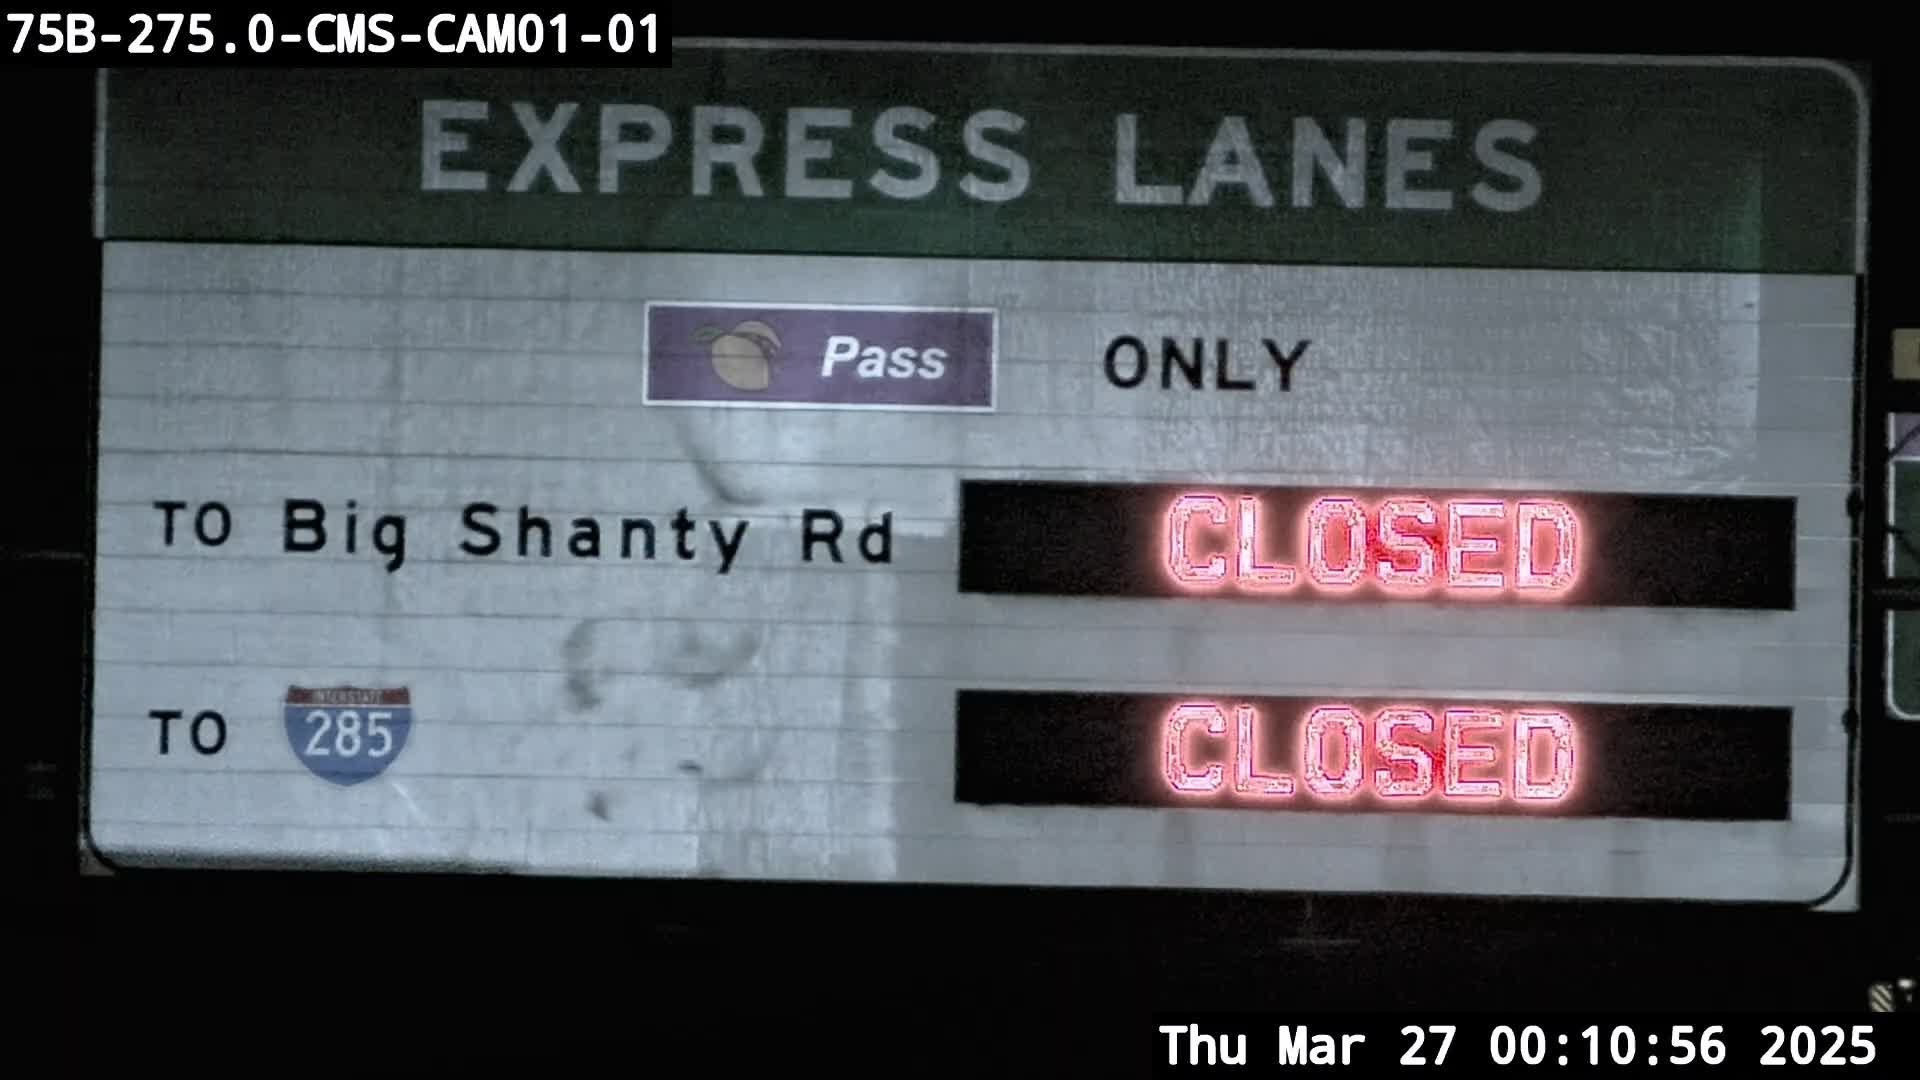 75B-275.0-CMS-CAM01-01
EXPRESS LANES
Pass ONLY
TO Big Shanty Rd CLOSED
TO INTERSTATE 285 CLOSED
Thu Mar 27 00:10:56 2025